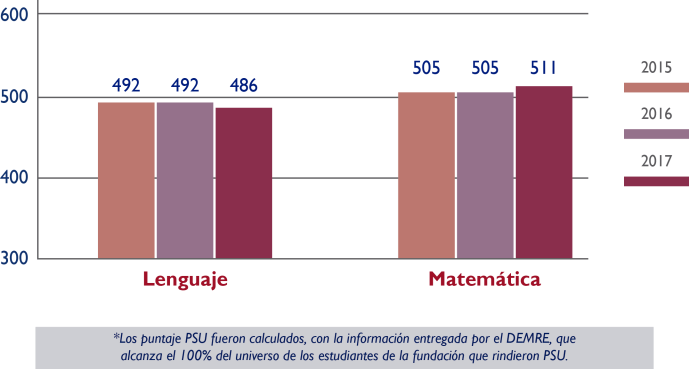 600
492 492 486
505 505 511
500
400
300
Lenguaje
Matemática
2015
2016
2017
*Los puntaje PSU fueron calculados, con la información entregada por el DEMRE, que
alcanza el 100% del universo de los estudiantes de la fundación que rindieron PSU.